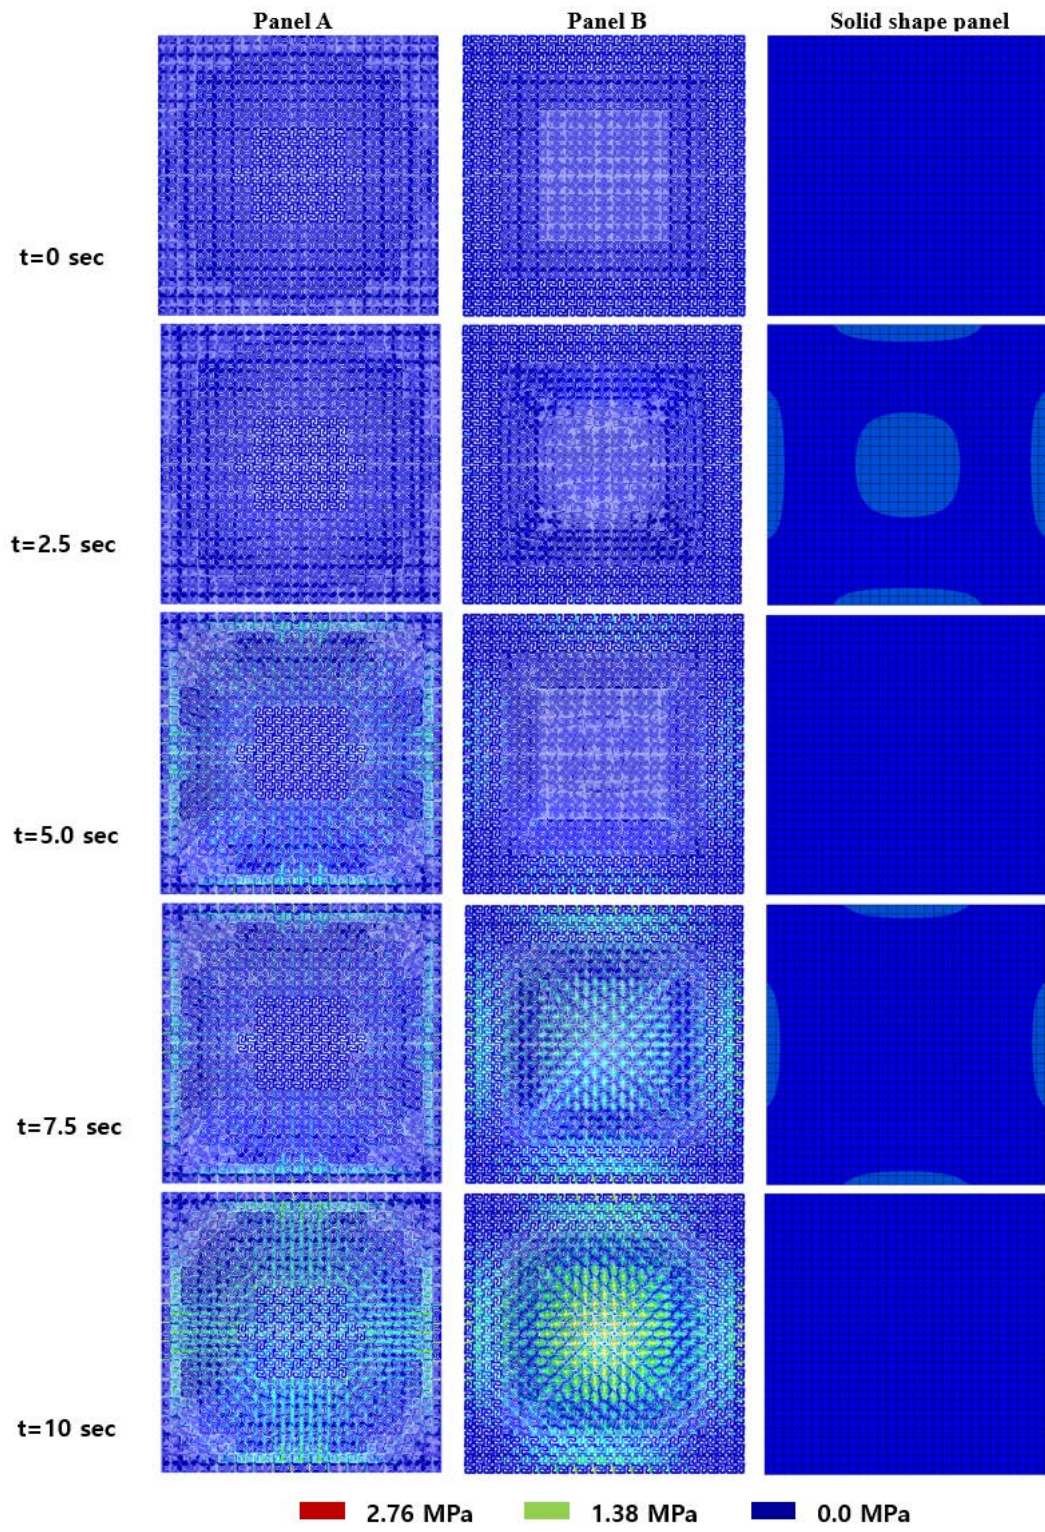 Panel A Panel B Solid shape panel
t=0 sec
t=2.5 sec
t=5.0 sec
t=7.5 sec
t=10 sec
2.76 MPa 1.38 MPa 0.0 MPa